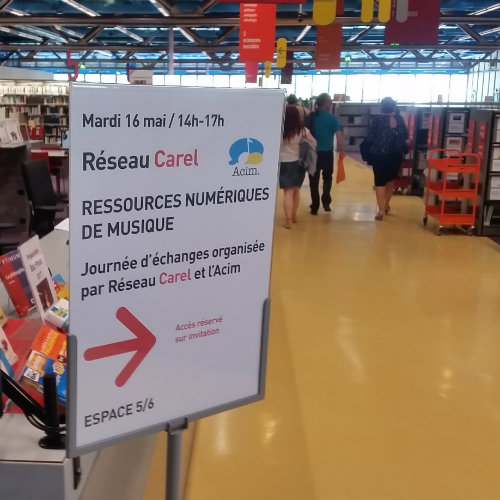 Mardi 16 mai / 14h-17h
Réseau Carel
Acim.
RESSOURCES NUMÉRIQUES
DE MUSIQUE
Journée d'échanges organisée
par Réseau Carel et l'Acim
Accès réservé
sur invitation
ESPACE 5/6